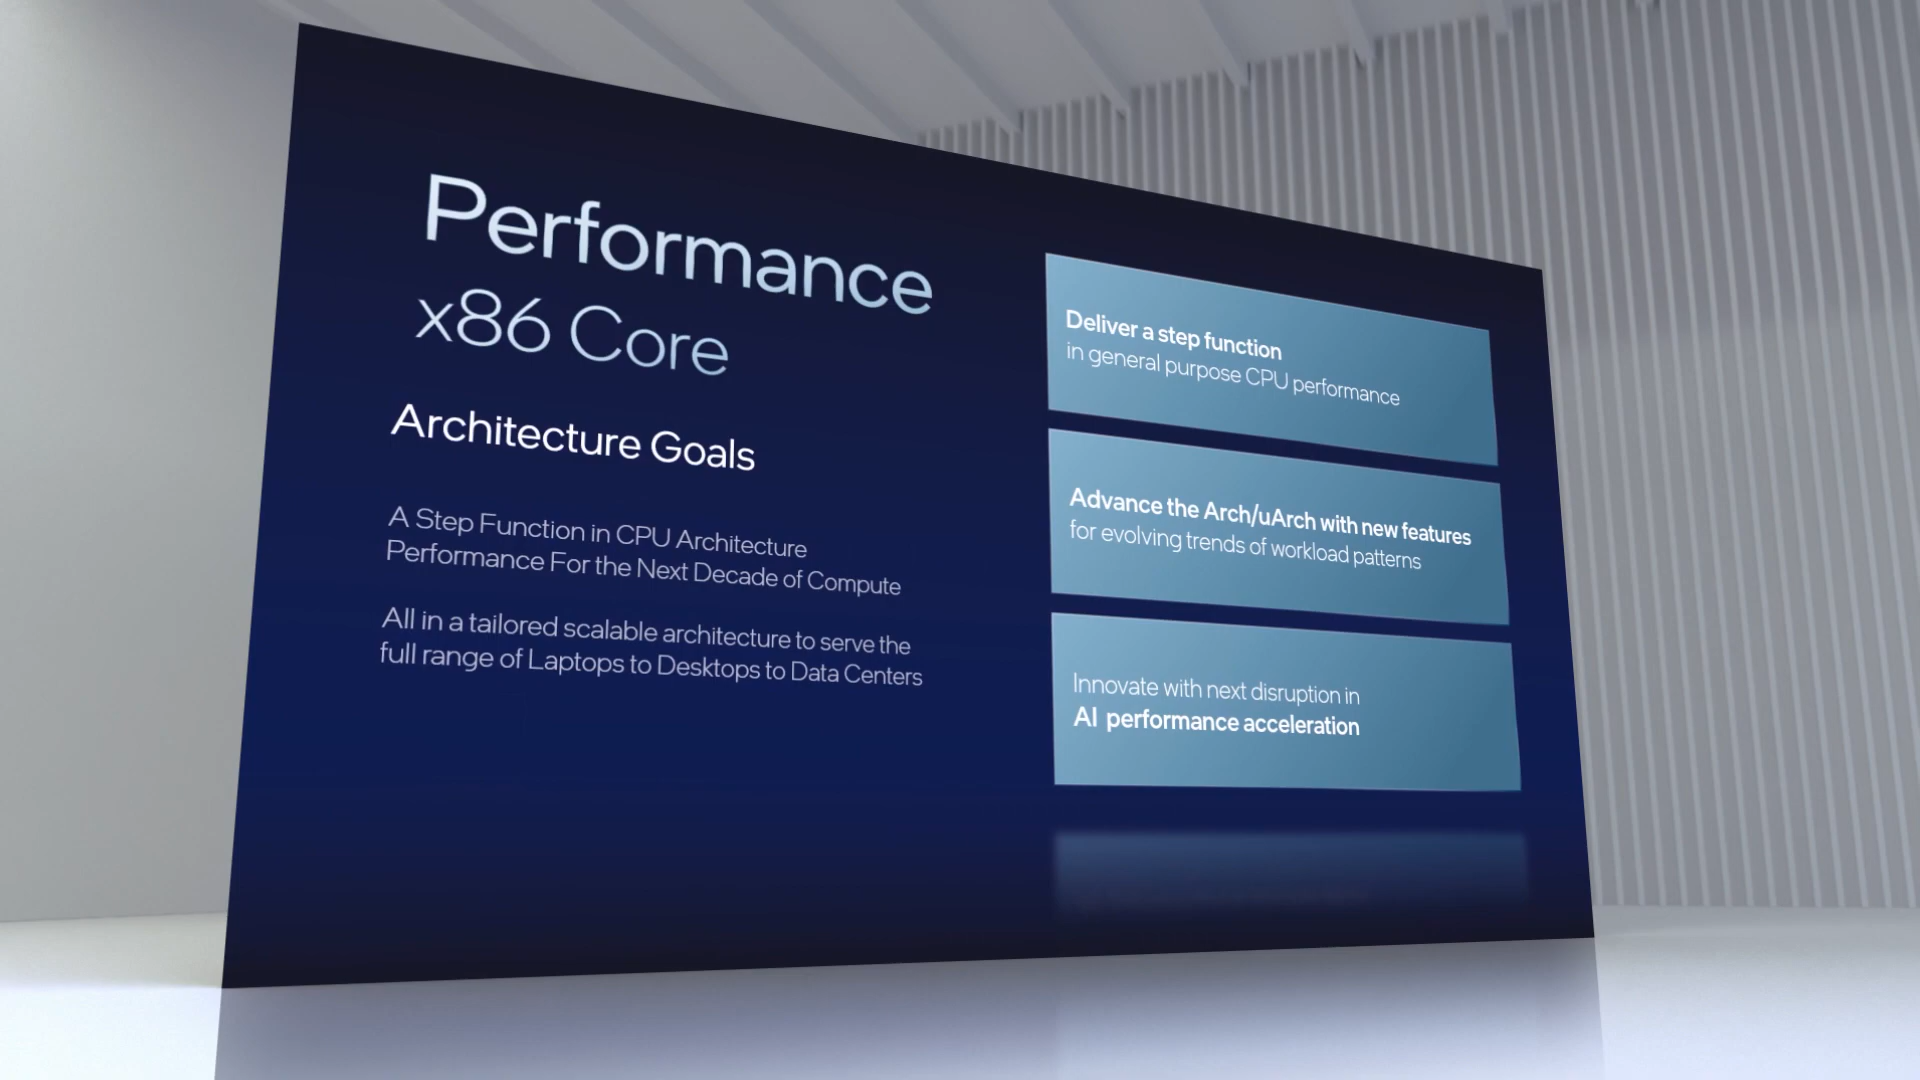 Performance
x86 Core
Architecture Goals
A Step Function in CPU Architecture
Performance For the Next Decade of Compute
All in a tailored scalable architecture to serve the
full range of Laptops to Desktops to Data Centers
Deliver a step function
in general purpose CPU performance
Advance the Arch/uArch with new features
for evolving trends of workload patterns
Innovate with next disruption in
AI performance acceleration